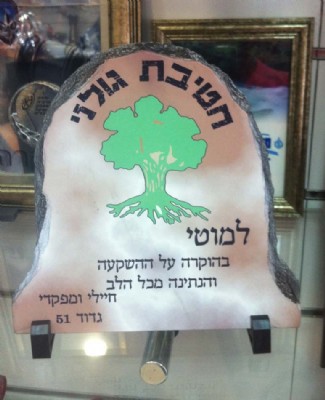 חטיבת גולני
למוטי
בהוקרה על ההשקעה
והנתינה מכל הלב
חיילי ומפקדי
גדוד 51